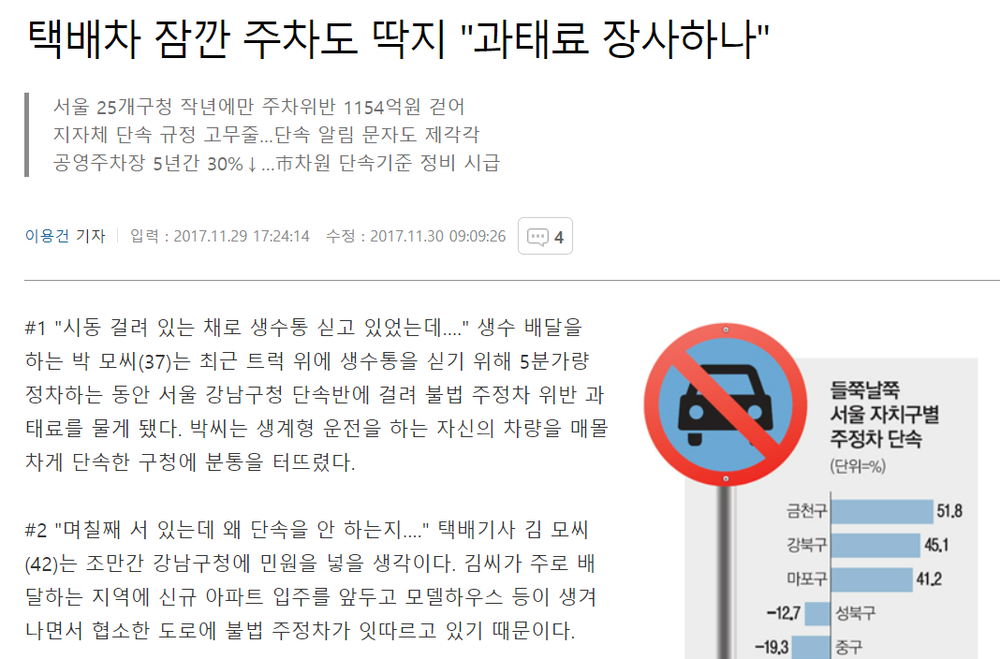 택배차 잠깐 주차도 딱지 "과태료 장사하나"
서울 25개구청 작년에만 주차위반 1154억원 걷어
지자체 단속 규정 고무줄…단속 알림 문자도 제각각
공영주차장 5년간 30%↓…市차원 단속기준 정비 시급
이용건 기자 입력 : 2017.11.29 17:24:14 수정 : 2017.11.30 09:09:26 4
#1 "시동 걸려 있는 채로 생수통 싣고 있었는데…." 생수 배달을
하는 박 모씨(37)는 최근 트럭 위에 생수통을 싣기 위해 5분가량
정차하는 동안 서울 강남구청 단속반에 걸려 불법 주정차 위반 과
태료를 물게 됐다. 박씨는 생계형 운전을 하는 자신의 차량을 매몰
차게 단속한 구청에 분통을 터뜨렸다.
#2 "며칠째 서 있는데 왜 단속을 안 하는지…." 택배기사 김 모씨
(42)는 조만간 강남구청에 민원을 넣을 생각이다. 김씨가 주로 배
달하는 지역에 신규 아파트 입주를 앞두고 모델하우스 등이 생겨
나면서 협소한 도로에 불법 주정차가 잇따르고 있기 때문이다.
들쭉날쭉
서울 자치구별
주정차 단속
(단위=%)
금천구 51.8
강북구 45.1
마포구 41.2
-12.7 성북구
-19.3 중구